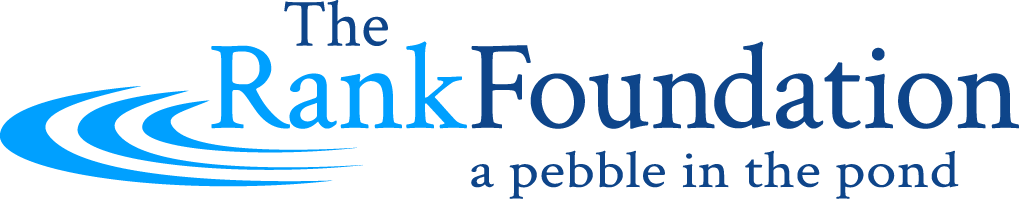 The
RankFoundation
a pebble in the pond